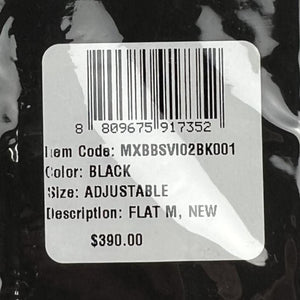 8 809675 917352
Item Code: MXBBSVI02BK001
Color: BLACK
Size: ADJUSTABLE
Description: FLAT M, NEW
$390.00